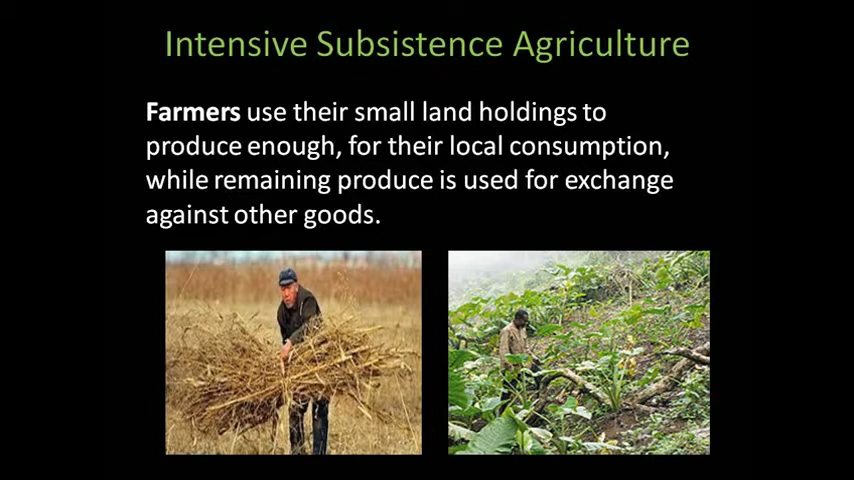 Intensive Subsistence Agriculture
Farmers use their small land holdings to
produce enough, for their local consumption,
while remaining produce is used for exchange
against other goods.